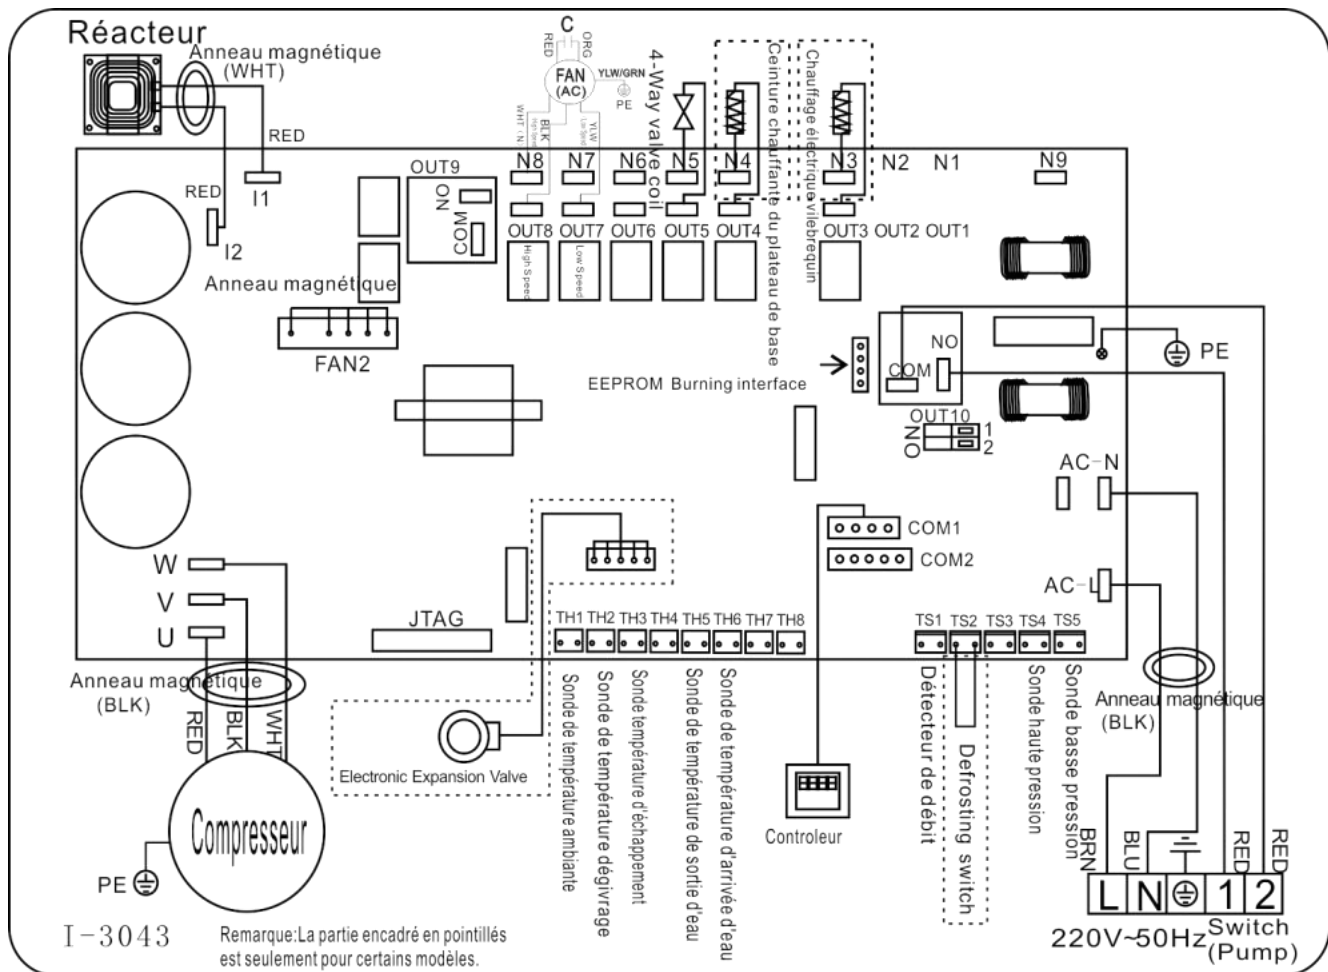 Réacteur
Anneau magnétique
(WHT)
RED
I1
RED
I2
C
RED
ORG
FAN
(AC)
YLW/GRN
PE
WHT
High Speed
BLK
YLW
Low Speed
4-Way valve coil
Ceinture chauffante du plateau de base
Chauffage électrique vilebrequin
N8
N7
N6
N5
N4
N3
N2
N1
N9
OUT9
NO
COM
OUT8
OUT7
OUT6
OUT5
OUT4
OUT3
OUT2
OUT1
High Speed
Low Speed
Anneau magnétique
FAN2
EEPROM Burning interface
NO
COM
OUT10
ON
1
2
PE
AC-N
AC-L
COM1
COM2
W
V
U
JTAG
TH1
TH2
TH3
TH4
TH5
TH6
TH7
TH8
TS1
TS2
TS3
TS4
TS5
Anneau magnétique
(BLK)
RED
BLK
WHT
Compresseur
PE
Electronic Expansion Valve
Sonde de température ambiante
Sonde de température dégivrage
Sonde température d'échappement
Sonde de température de sortie d'eau
Sonde de température d'arrivée d'eau
Controleur
Détecteur de débit
Defrosting switch
Sonde haute pression
Sonde basse pression
Anneau magnétique
(BLK)
BRN
BLU
RED
RED
L
N
1
2
220V~50Hz
Switch
(Pump)
I-3043
Remarque:La partie encadré en pointillés
est seulement pour certains modèles.